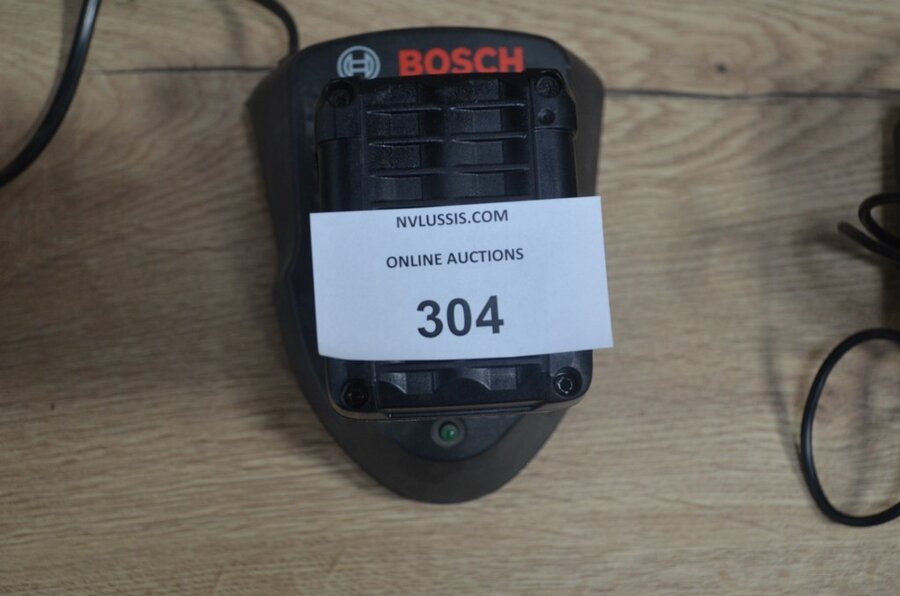 BOSCH
NVLUSSIS.COM
ONLINE AUCTIONS
304